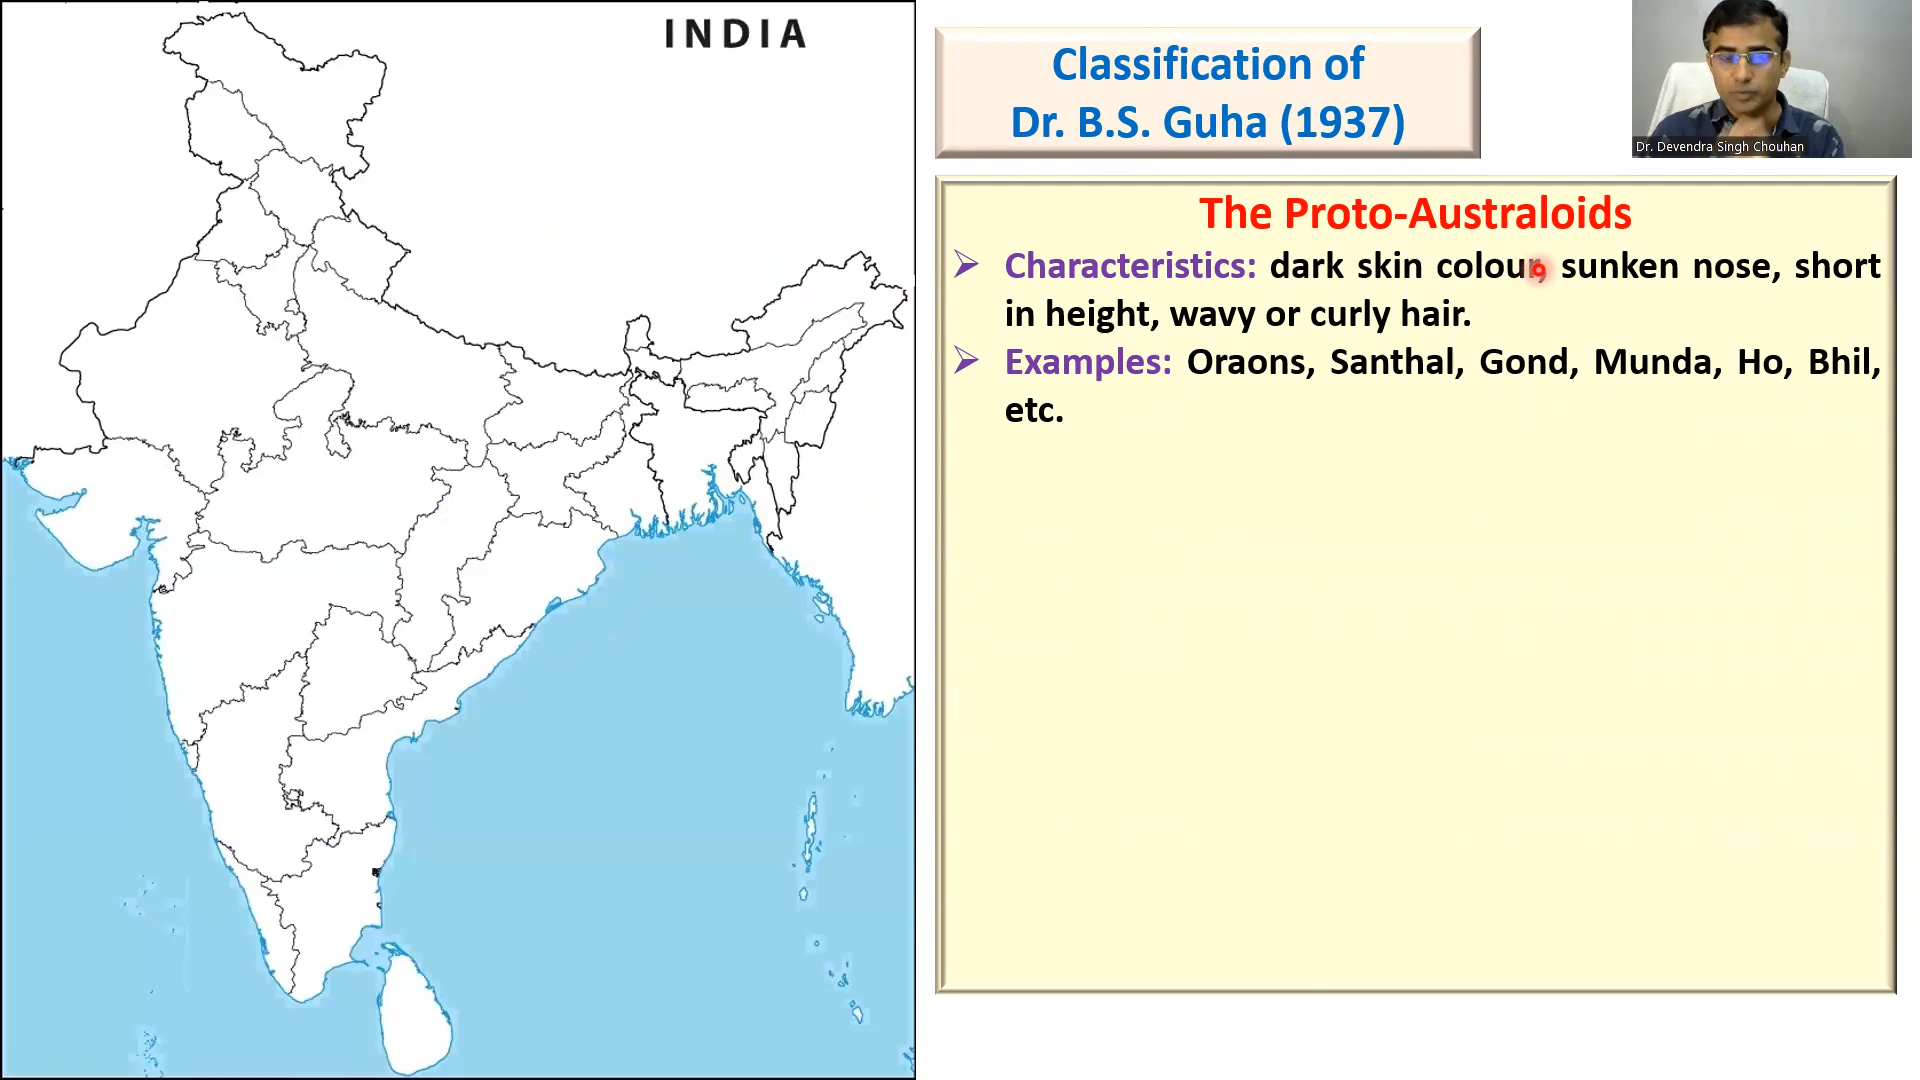 INDIA
Classification of
Dr. B.S. Guha (1937)
Dr. Devendra Singh Chouhan
The Proto-Australoids
Characteristics: dark skin colour, sunken nose, short
in height, wavy or curly hair.
Examples: Oraons, Santhal, Gond, Munda, Ho, Bhil,
etc.